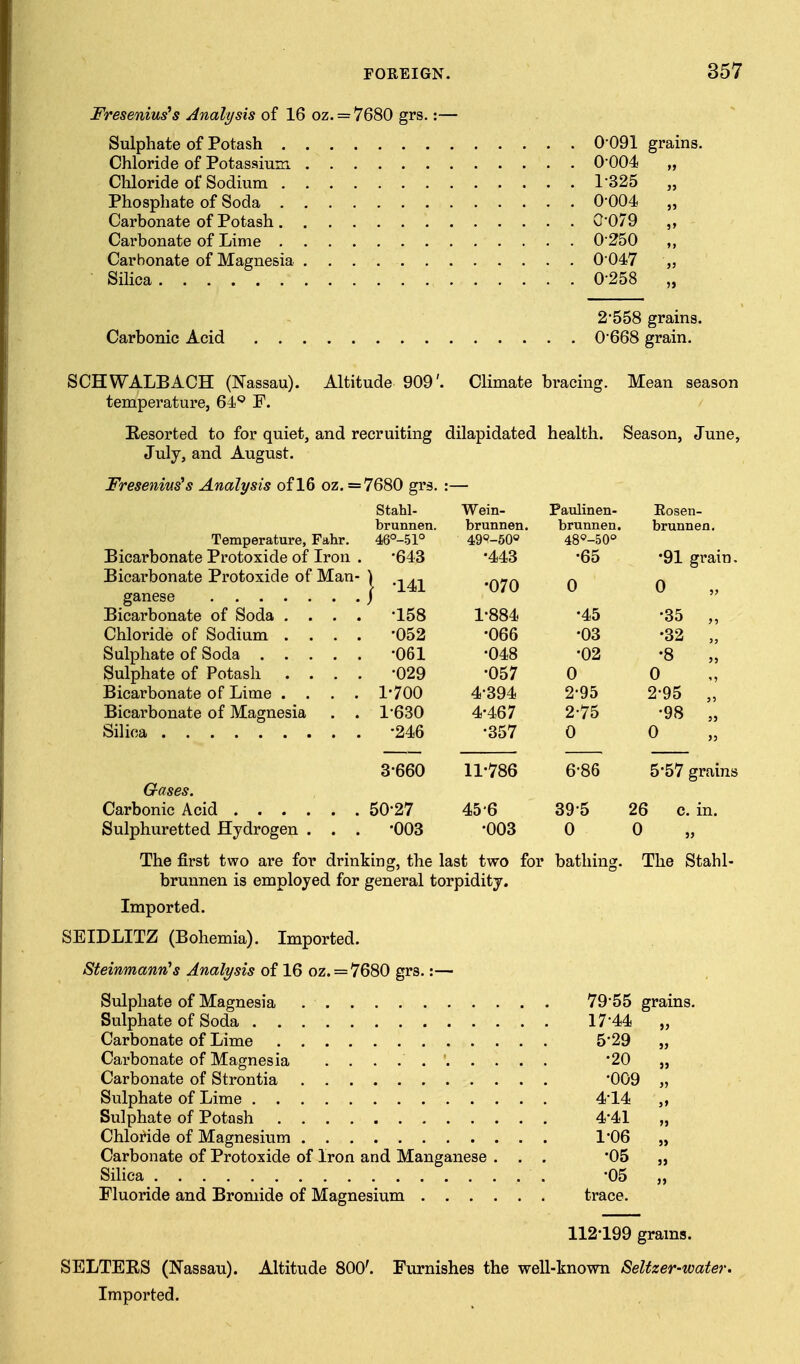 FOREIGN. 357
Fresenius's Analysis of 16 oz. = 7680 grs. :—
Sulphate of Potash . . . . . . . . . . . . . 0·091 grains.
Chloride of Potassium . . . . . . . . . . . . 0·004 „
Chloride of Sodium . . . . . . . . . . . . . 1·325 „
Phosphate of Soda . . . . . . . . . . . . . 0·004 „
Carbonate of Potash . . . . . . . . . . . . . 0·079 „
Carbonate of Lime . . . . . . . . . . . . . 0·250 „
Carbonate of Magnesia . . . . . . . . . . . . 0·047 „
Silica . . . . . . . . . . . . . . . . . . 0·258 „
2·558 grains.
Carbonic Acid . . . . . . . . . . . . . . 0·668 grain.
SCHWALBACH (Nassau). Altitude 909'. Climate bracing. Mean season
temperature, 64° F.
Resorted to for quiet, and recruiting dilapidated health. Season, June,
July, and August.
Fresenius's Analysis of 16 oz. = 7680 grs. :—
Stahl- Wein- Paulinen- Rosen-
brunnen. brunnen. brunnen. brunnen.
Temperature, Fahr. 46°-51° 49°-50° 48°-50°
Bicarbonate Protoxide of Iron . ·643 ·443 ·65 ·91 grain.
Bicarbonate Protoxide of Man- }
ganese . . . . . . . } ·141 ·070 0 0 „
Bicarbonate of Soda . . . . ·158 1·884 ·45 ·35 „
Chloride of Sodium . . . . ·052 ·066 ·03 ·32 „
Sulphate of Soda . . . . . ·061 ·048 ·02 ·8 „
Sulphate of Potash . . . . ·029 ·057 0 0 „
Bicarbonate of Lime . . . . 1·700 4·394 2·95 2·95 „
Bicarbonate of Magnesia . . 1·630 4·467 2·75 ·98 „
Silica . . . . . . . . . ·246 ·357 0 0 „
3·660 11·786 6·86 5·57 grains
Gases.
Carbonic Acid . . . . . . 50·27 45·6 39·5 26 c. in.
Sulphuretted Hydrogen . . . ·003 ·003 0 0 „
The first two are for drinking, the last two for bathing. The Stahl-
brunnen is employed for general torpidity.
Imported.
SEIDLITZ (Bohemia). Imported.
Steinmann's Analysis of 16 oz. = 7680 grs. :—
Sulphate of Magnesia . . . . . . . . . . . 79·55 grains.
Sulphate of Soda . . . . . . . . . . . . . 17·44 „
Carbonate of Lime . . . . . . . . . . . . 5·29 „
Carbonate of Magnesia . . . . . . . . . . ·20 „
Carbonate of Strontia . . . . . . . . . . . ·009 „
Sulphate of Lime . . . . . . . . . . . . . 4·14 „
Sulphate of Potash . . . . . . . . . . . . 4·41 „
Chloride of Magnesium . . . . . . . . . . . 1·06 „
Carbonate of Protoxide of Iron and Manganese . . . ·05 „
Silica . . . . . . . . . . . . . . . . . ·05 „
Fluoride and Bromide of Magnesium . . . . . . trace.
112·199 grains.
SELTERS (Nassau). Altitude 800'. Furnishes the well-known Seltzer-water.
Imported.